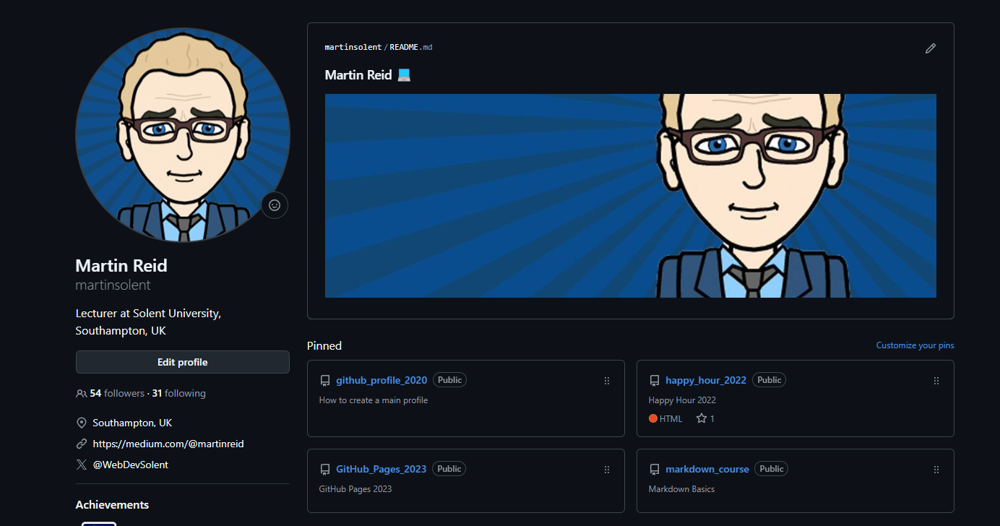 Martin Reid
martinsolent
Lecturer at Solent University,
Southampton, UK
Edit profile
54 followers · 31 following
Southampton, UK
https://medium.com/@martinreid
@WebDevSolent
Achievements
martinsolent / README.md
Martin Reid
Pinned
Customize your pins
github_profile_2020 Public
How to create a main profile
happy_hour_2022 Public
Happy Hour 2022
HTML 1
GitHub_Pages_2023 Public
GitHub Pages 2023
markdown_course Public
Markdown Basics